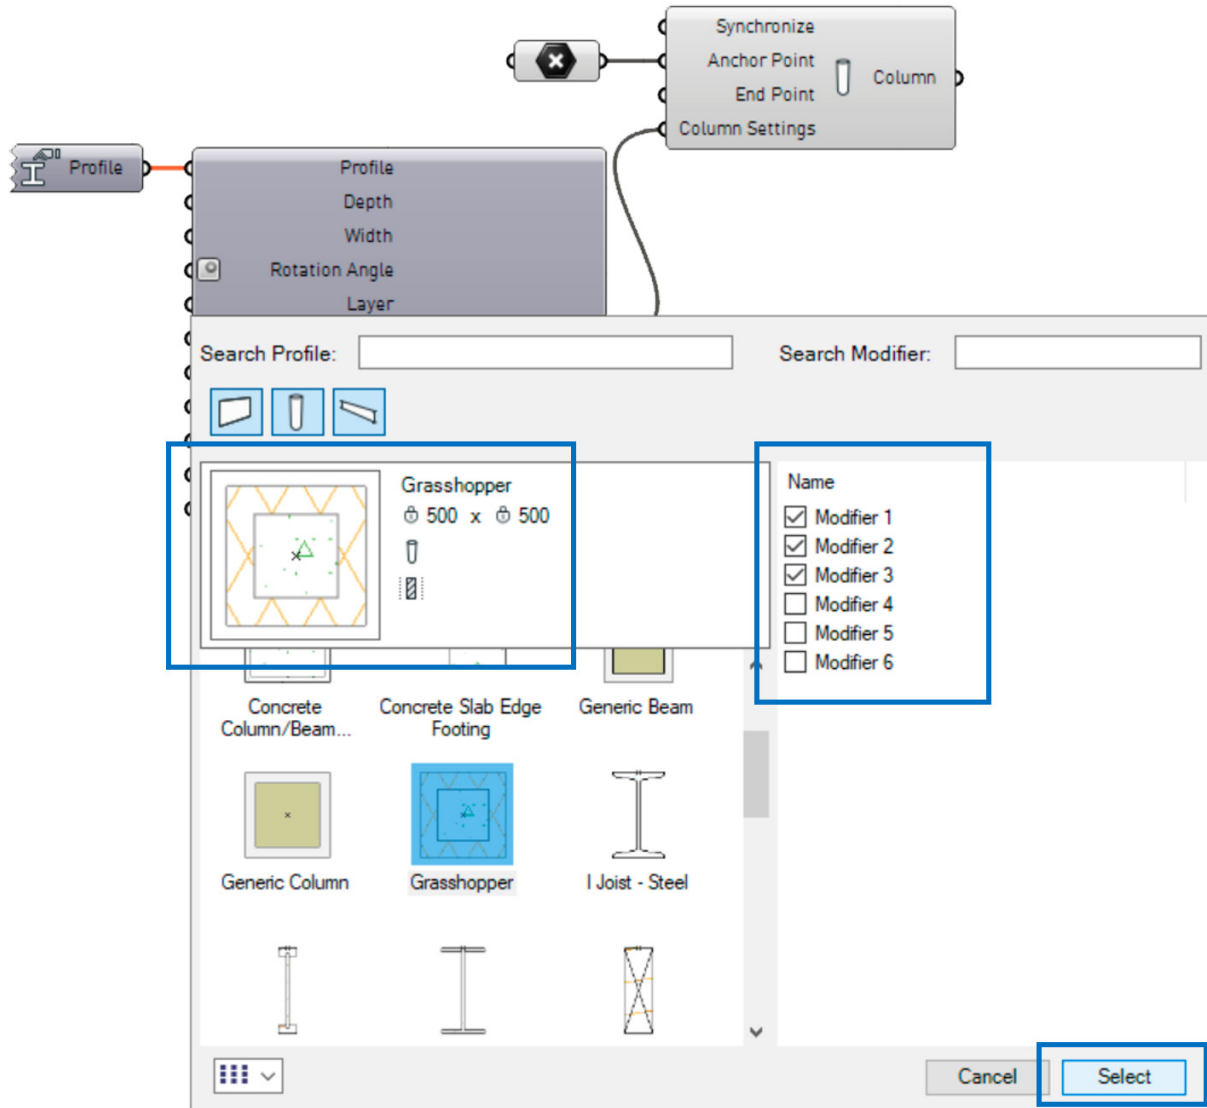 Synchronize
Anchor Point
End Point
Column Settings
Column
Profile
Profile
Depth
Width
Rotation Angle
Layer
Search Profile:
Search Modifier:
Grasshopper
500 x 500
Name
Modifier 1
Modifier 2
Modifier 3
Modifier 4
Modifier 5
Modifier 6
Concrete
Column/Beam...
Concrete Slab Edge
Footing
Generic Beam
Generic Column
Grasshopper
I Joist - Steel
Cancel
Select